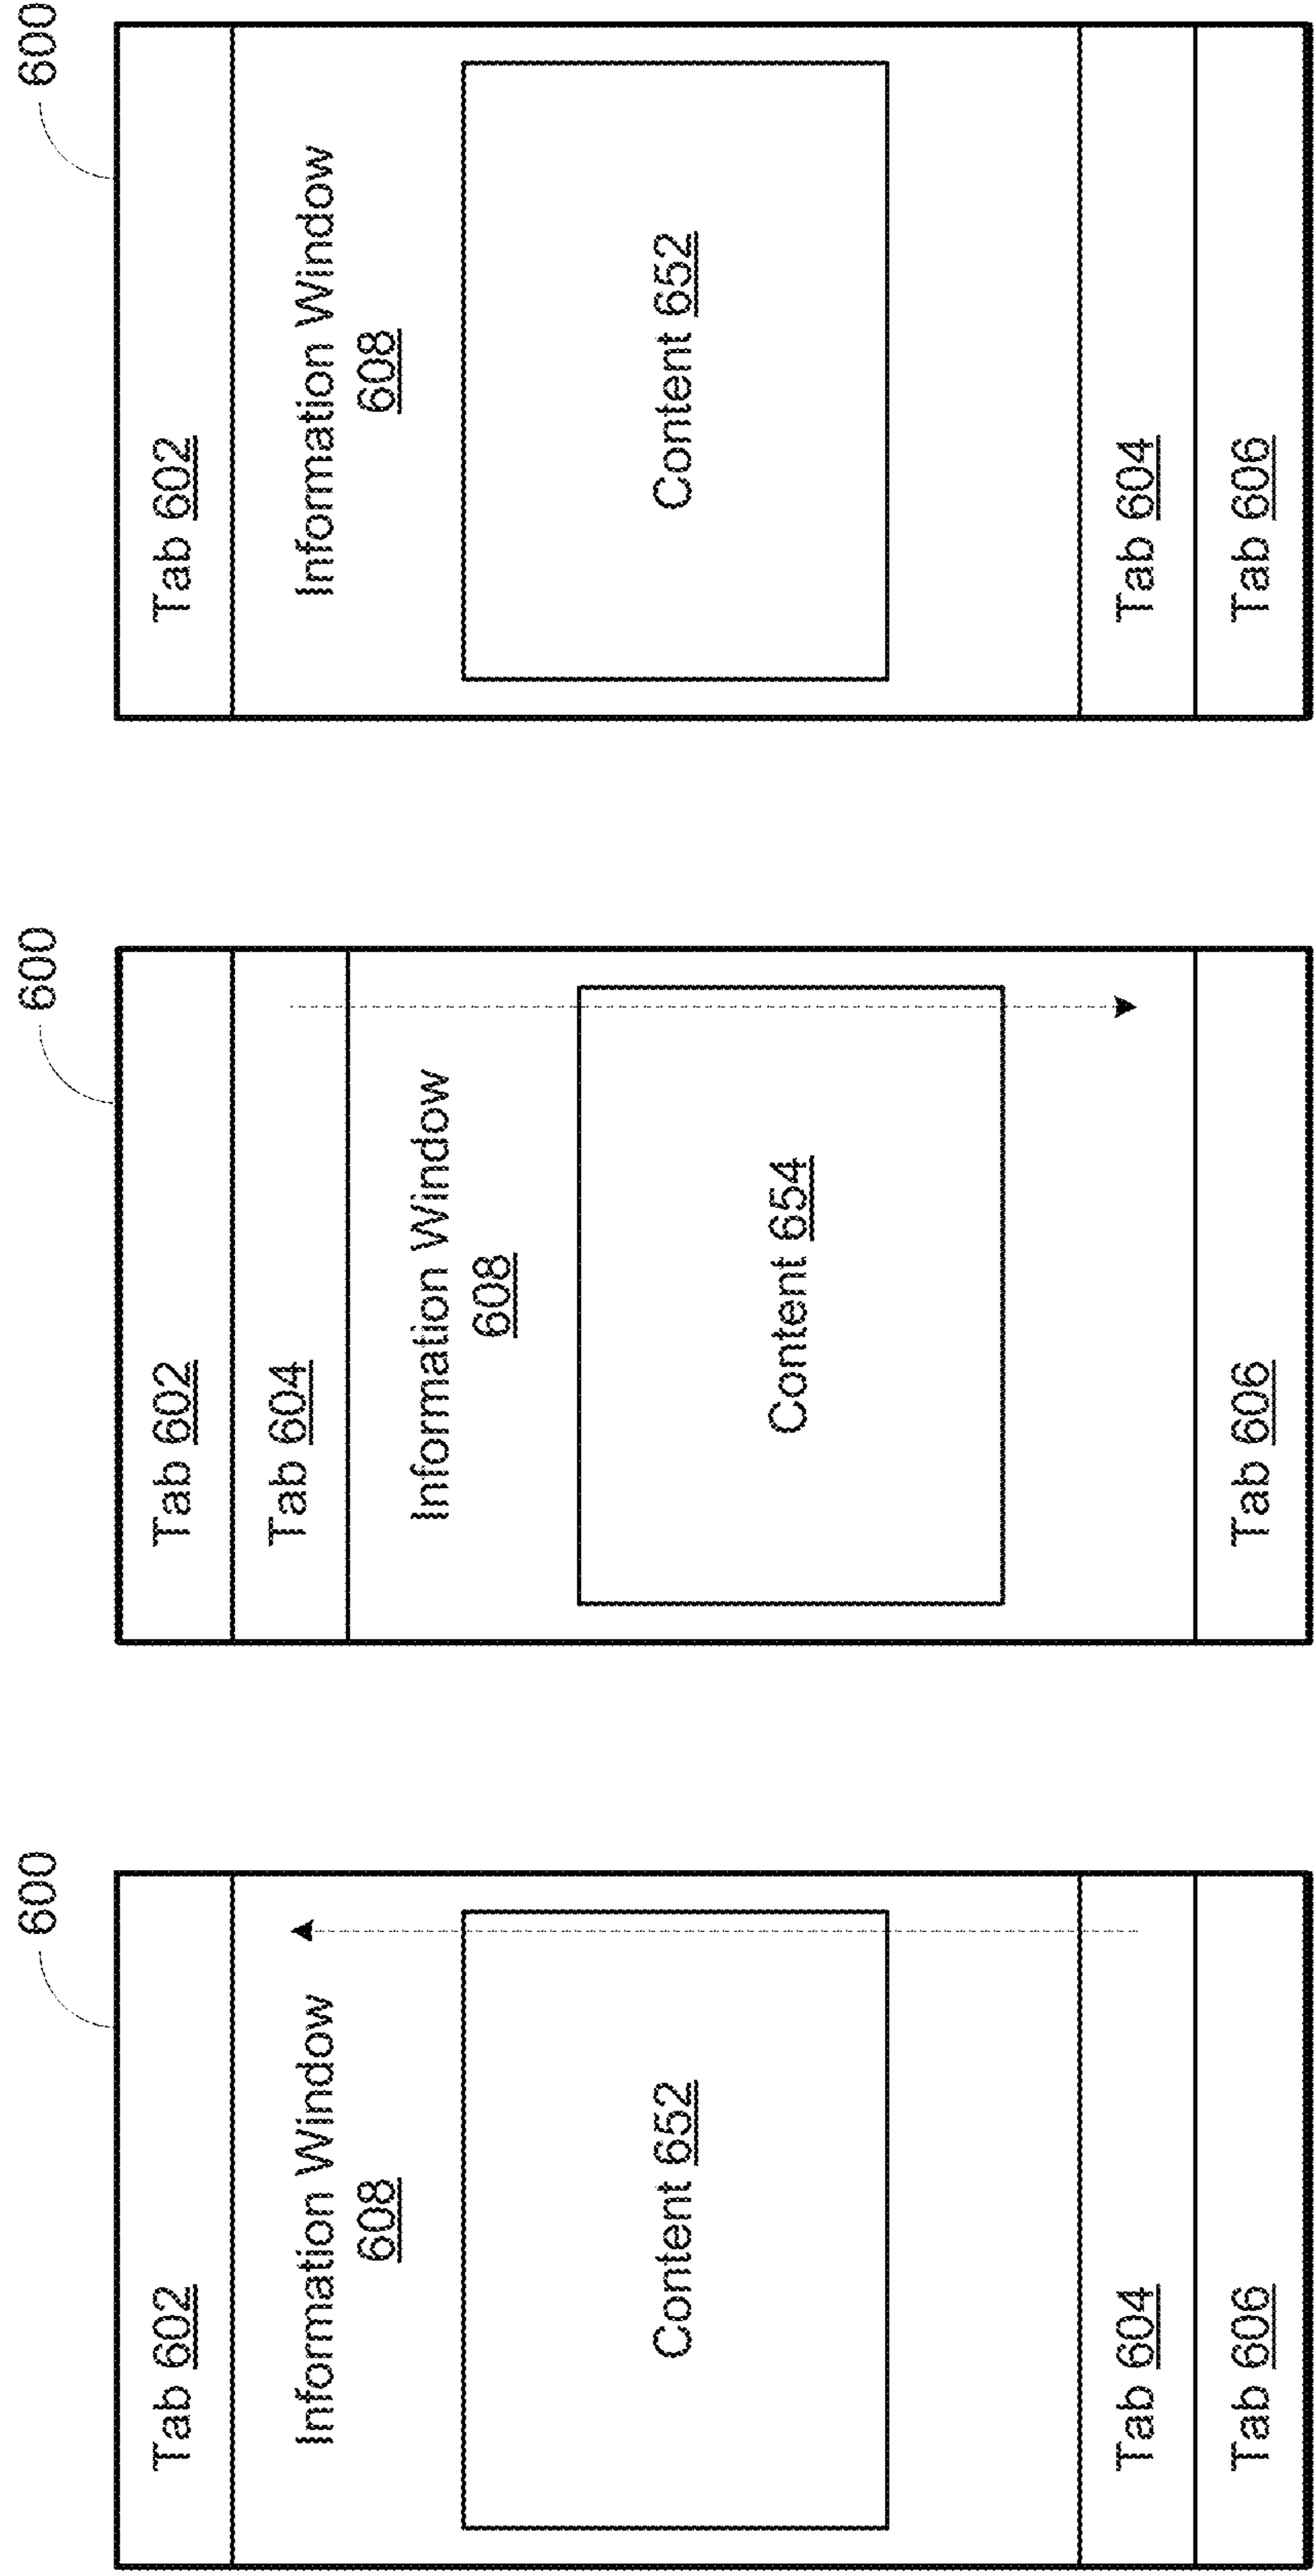 600
Tab 602
Information Window
608
Content 652
Tab 604
Tab 606
600
Tab 602
Tab 604
Information Window
608
Content 654
Tab 606
600
Tab 602
Information Window
608
Content 652
Tab 604
Tab 606